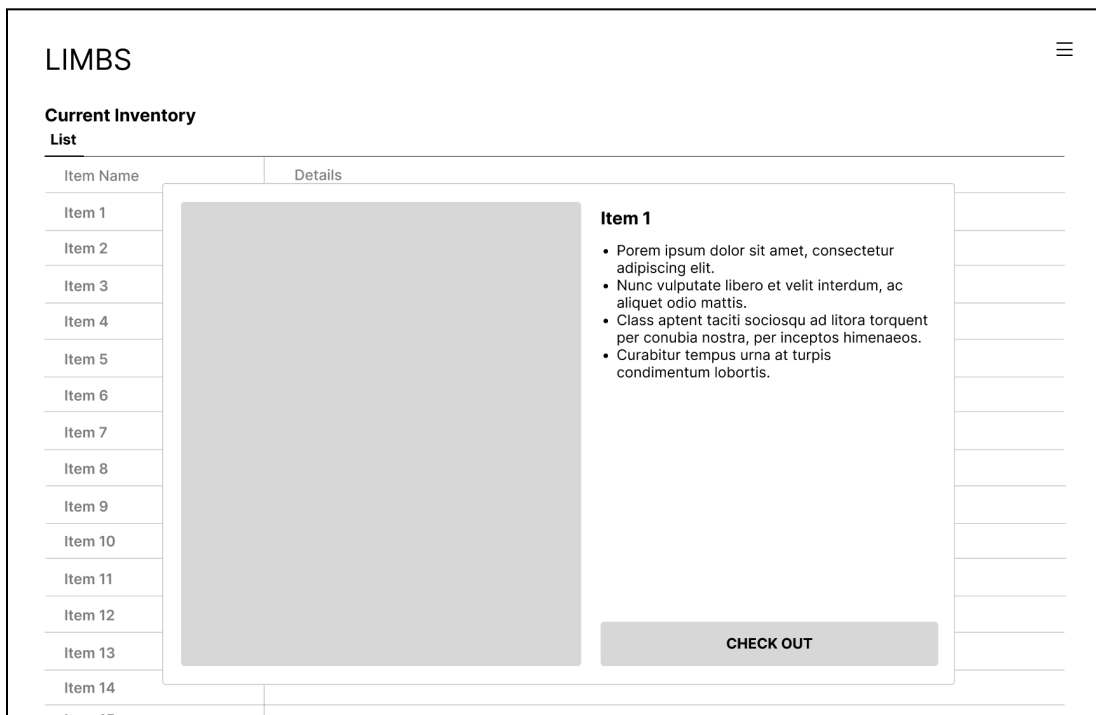 LIMBS
Current Inventory
List
Item Name
Details
Item 1
Item 2
Item 3
Item 4
Item 5
Item 6
Item 7
Item 8
Item 9
Item 10
Item 11
Item 12
Item 13
Item 14
Item 1
• Porem ipsum dolor sit amet, consectetur
adipiscing elit.
• Nunc vulputate libero et velit interdum, ac
aliquet odio mattis.
• Class aptent taciti sociosqu ad litora torquent
per conubia nostra, per inceptos himenaeos.
• Curabitur tempus urna at turpis
condimentum lobortis.
CHECK OUT